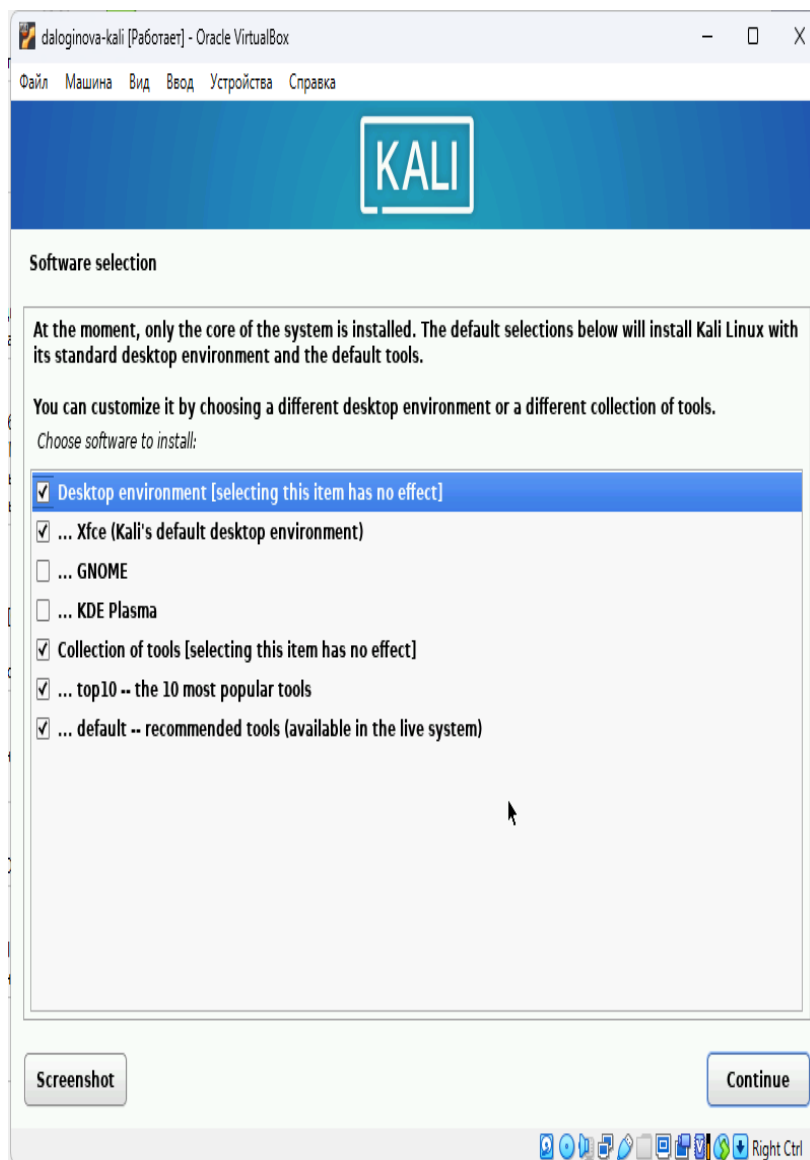 daloginova-kali [Работает] - Oracle VirtualBox
Файл Машина Вид Ввод Устройства Справка
KALI
Software selection
At the moment, only the core of the system is installed. The default selections below will install Kali Linux with
its standard desktop environment and the default tools.
You can customize it by choosing a different desktop environment or a different collection of tools.
Choose software to install:
Desktop environment [selecting this item has no effect]
... Xfce (Kali's default desktop environment)
... GNOME
... KDE Plasma
Collection of tools [selecting this item has no effect]
... top10 -- the 10 most popular tools
... default -- recommended tools (available in the live system)
Screenshot
Continue
Right Ctrl